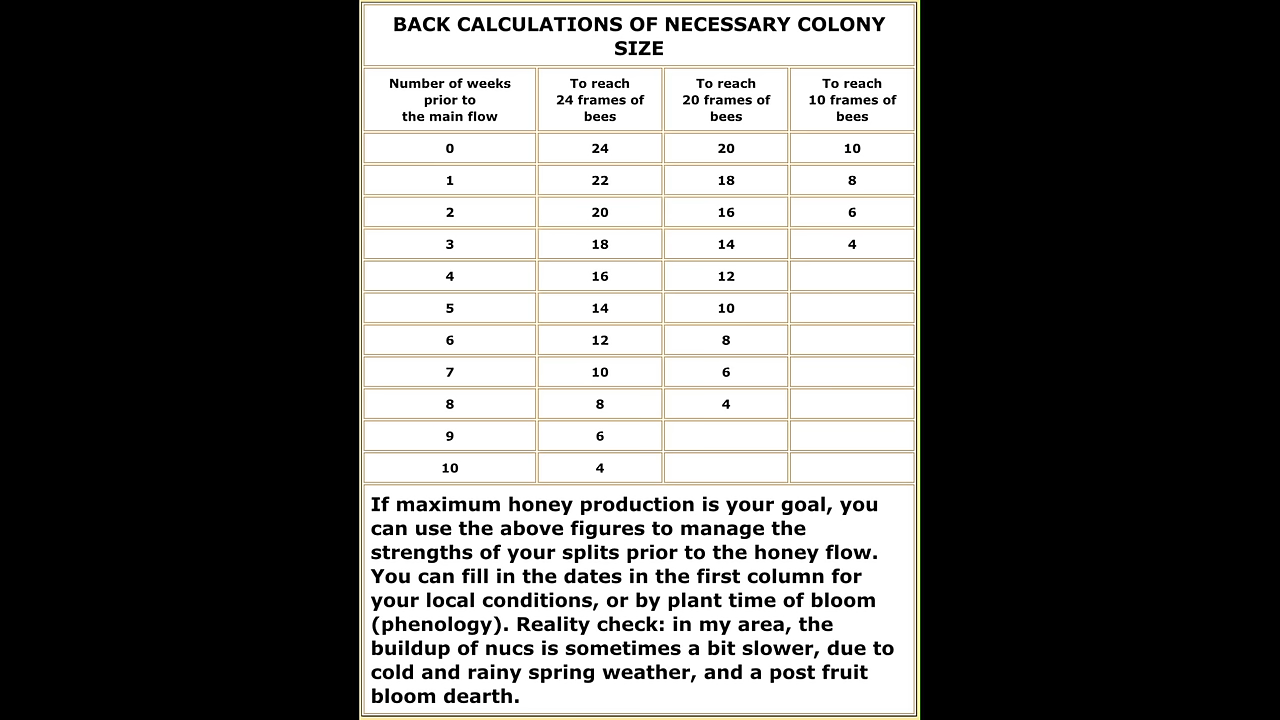 BACK CALCULATIONS OF NECESSARY COLONY
SIZE
Number of weeks prior to the main flow To reach 24 frames of bees To reach 20 frames of bees To reach 10 frames of bees
0 24 20 10
1 22 18 8
2 20 16 6
3 18 14 4
4 16 12
5 14 10
6 12 8
7 10 6
8 8 4
9 6
10 4
If maximum honey production is your goal, you
can use the above figures to manage the
strengths of your splits prior to the honey flow.
You can fill in the dates in the first column for
your local conditions, or by plant time of bloom
(phenology). Reality check: in my area, the
buildup of nucs is sometimes a bit slower, due to
cold and rainy spring weather, and a post fruit
bloom dearth.